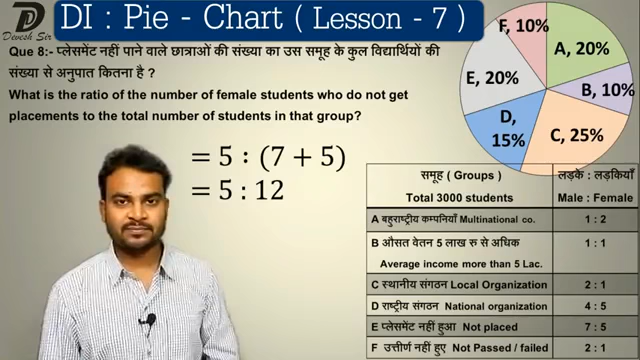 DI : Pie - Chart ( Lesson - 7 )
Devesh Sir
Que 8:- प्लेसमेंट नहीं पाने वाले छात्राओं की संख्या का उस समूह के कुल विद्यार्थियों की
संख्या से अनुपात कितना है ?
What is the ratio of the number of female students who do not get
placements to the total number of students in that group?
= 5 : (7 + 5)
= 5 : 12
F, 10%
A, 20%
B, 10%
E, 20%
D,
15%
C, 25%
समूह ( Groups )
Total 3000 students
लड़के : लड़कियाँ
Male : Female
A बहुराष्ट्रीय कम्पनियाँ Multinational co. 1 : 2
B औसत वेतन 5 लाख रु से अधिक 1 : 1
Average income more than 5 Lac.
C स्थानीय संगठन Local Organization 2 : 1
D राष्ट्रीय संगठन National organization 4 : 5
E प्लेसमेंट नहीं हुआ Not placed 7 : 5
F उत्तीर्ण नहीं हुए Not Passed / failed 2 : 1